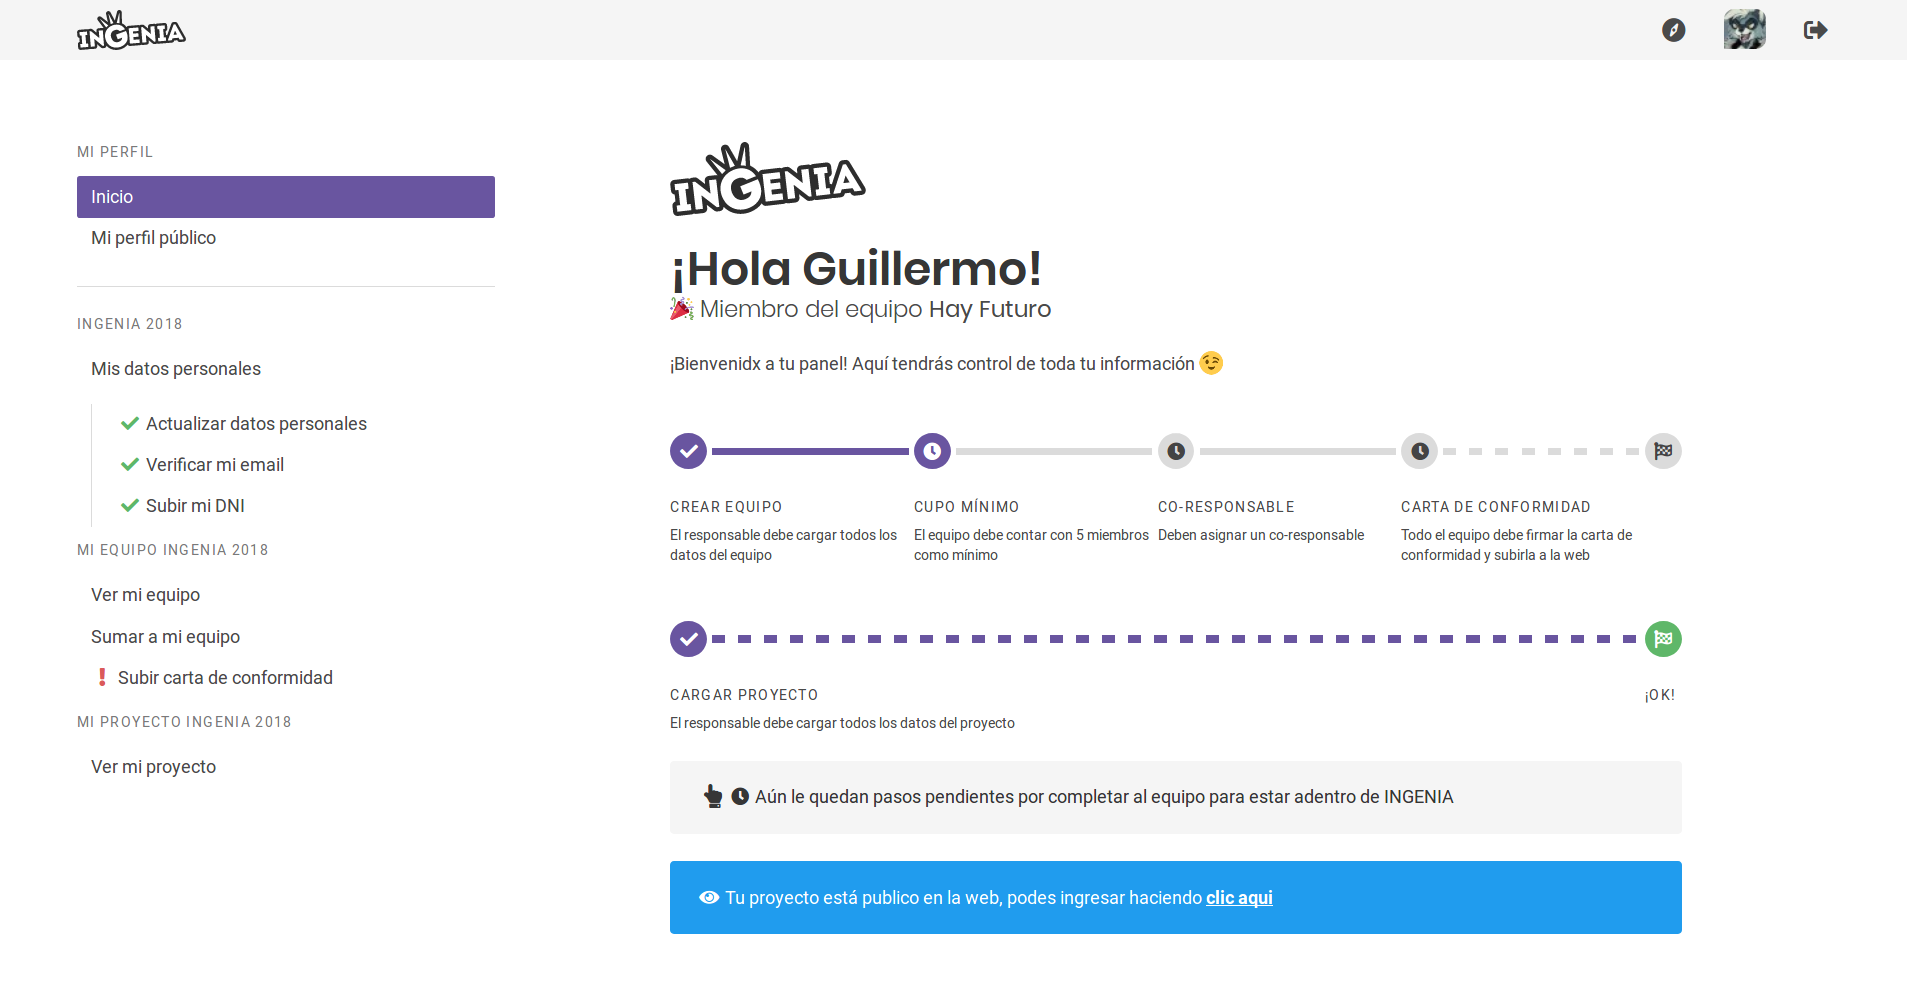 INGENIA
MI PERFIL
Inicio
Mi perfil público
INGENIA 2018
Mis datos personales
Actualizar datos personales
Verificar mi email
Subir mi DNI
MI EQUIPO INGENIA 2018
Ver mi equipo
Sumar a mi equipo
Subir carta de conformidad
MI PROYECTO INGENIA 2018
Ver mi proyecto
INGENIA
¡Hola Guillermo!
Miembro del equipo Hay Futuro
¡Bienvenidx a tu panel! Aquí tendrás control de toda tu información
CREAR EQUIPO
El responsable debe cargar todos los
datos del equipo
CUPO MÍNIMO
El equipo debe contar con 5 miembros
como mínimo
CO-RESPONSABLE
Deben asignar un co-responsable
CARTA DE CONFORMIDAD
Todo el equipo debe firmar la carta de
conformidad y subirla a la web
CARGAR PROYECTO
El responsable debe cargar todos los datos del proyecto
¡OK!
Aún le quedan pasos pendientes por completar al equipo para estar adentro de INGENIA
Tu proyecto está publico en la web, podes ingresar haciendo clic aqui